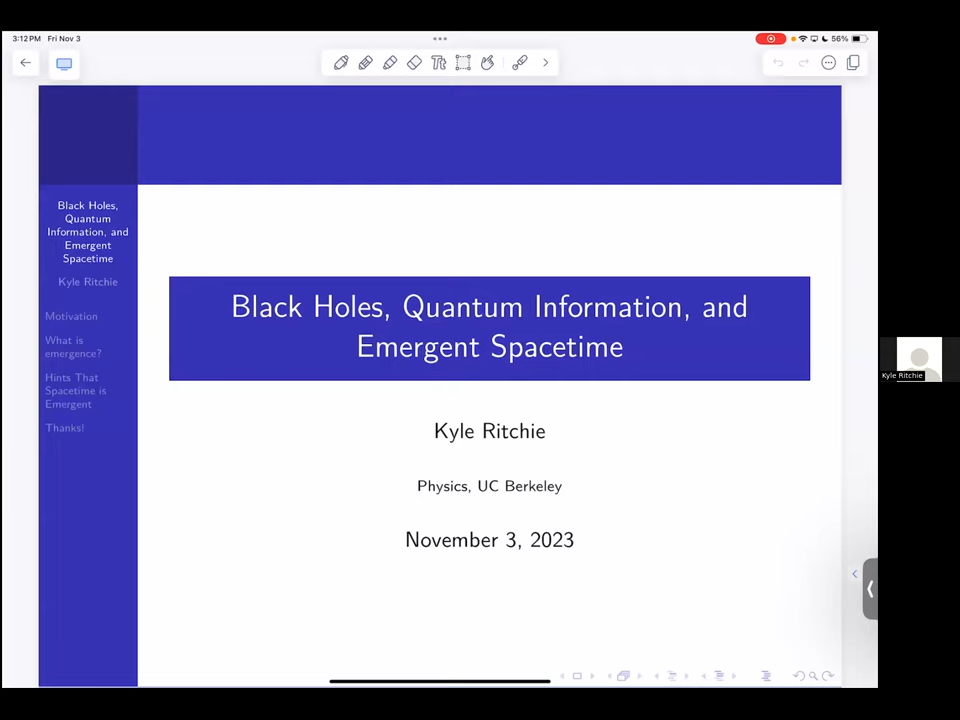 3:12PM Fri Nov 3
56%
Tt
Black Holes,
Quantum
Information, and
Emergent
Spacetime
Kyle Ritchie
Motivation
What is
emergence?
Hints That
Spacetime is
Emergent
Thanks!
Black Holes, Quantum Information, and
Emergent Spacetime
Kyle Ritchie
Physics, UC Berkeley
November 3, 2023
Kyle Ritchie